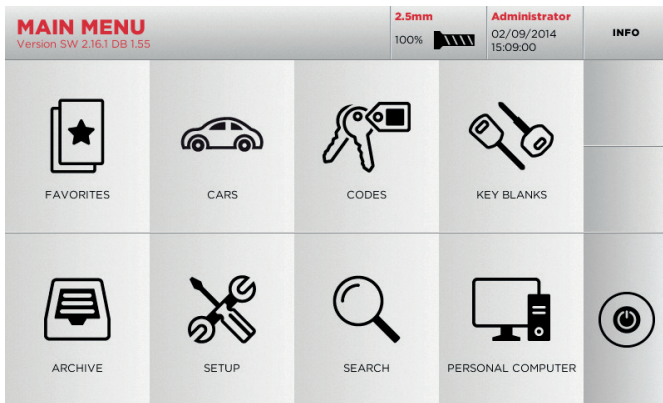 MAIN MENU
Version SW 2.16.1 DB 1.55
2.5mm
100%
Administrator
02/09/2014
15:09:00
INFO
FAVORITES
CARS
CODES
KEY BLANKS
ARCHIVE
SETUP
SEARCH
PERSONAL COMPUTER